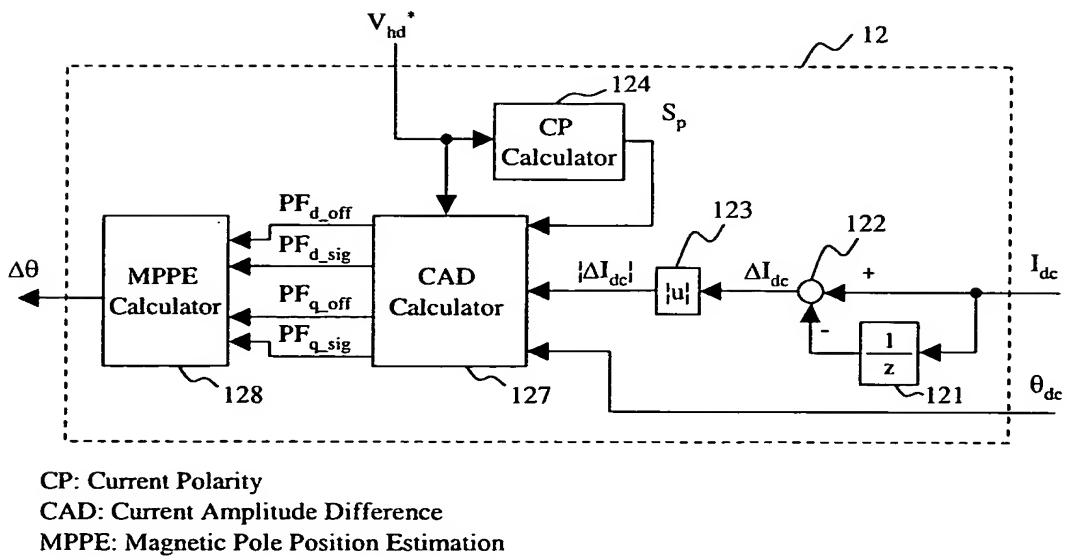 V_hd*
12
124
CP
Calculator
S_p
PF_d_off
PF_d_sig
PF_q_off
PF_q_sig
Δθ
MPPE
Calculator
128
CAD
Calculator
127
|ΔI_dc|
123
|u|
ΔI_dc
122
+
-
I_dc
1
z
121
θ_dc
CP: Current Polarity
CAD: Current Amplitude Difference
MPPE: Magnetic Pole Position Estimation